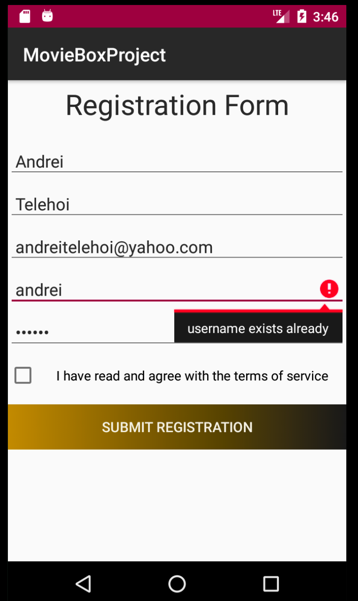 LTE 3:46
MovieBoxProject
Registration Form
Andrei
Telehoi
andreitelehoi@yahoo.com
andrei
••••••
username exists already
I have read and agree with the terms of service
SUBMIT REGISTRATION